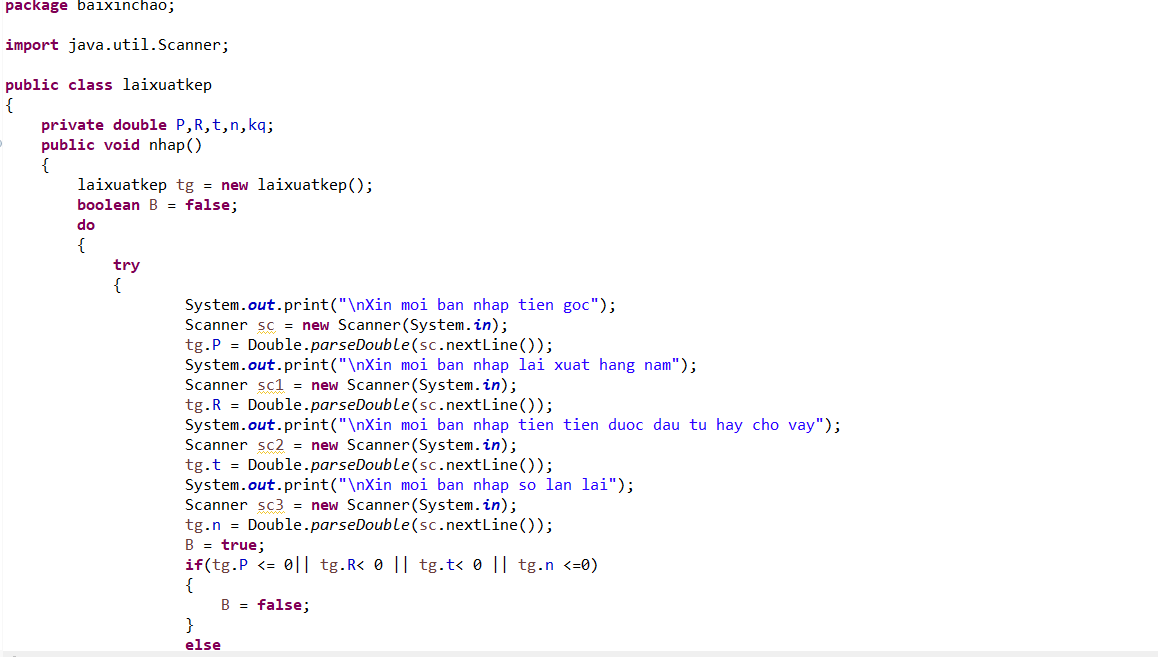 package baixinchao;
import java.util.Scanner;
public class laixuatkep
{
private double P,R,t,n,kq;
public void nhap()
{
laixuatkep tg = new laixuatkep();
boolean B = false;
do
{
try
{
System.out.print("\nXin moi ban nhap tien goc");
Scanner sc = new Scanner(System.in);
tg.P = Double.parseDouble(sc.nextLine());
System.out.print("\nXin moi ban nhap lai xuat hang nam");
Scanner sc1 = new Scanner(System.in);
tg.R = Double.parseDouble(sc.nextLine());
System.out.print("\nXin moi ban nhap tien tien duoc dau tu hay cho vay");
Scanner sc2 = new Scanner(System.in);
tg.t = Double.parseDouble(sc.nextLine());
System.out.print("\nXin moi ban nhap so lan lai");
Scanner sc3 = new Scanner(System.in);
tg.n = Double.parseDouble(sc.nextLine());
B = true;
if(tg.P <= 0|| tg.R< 0 || tg.t< 0 || tg.n <=0)
{
B = false;
}
else